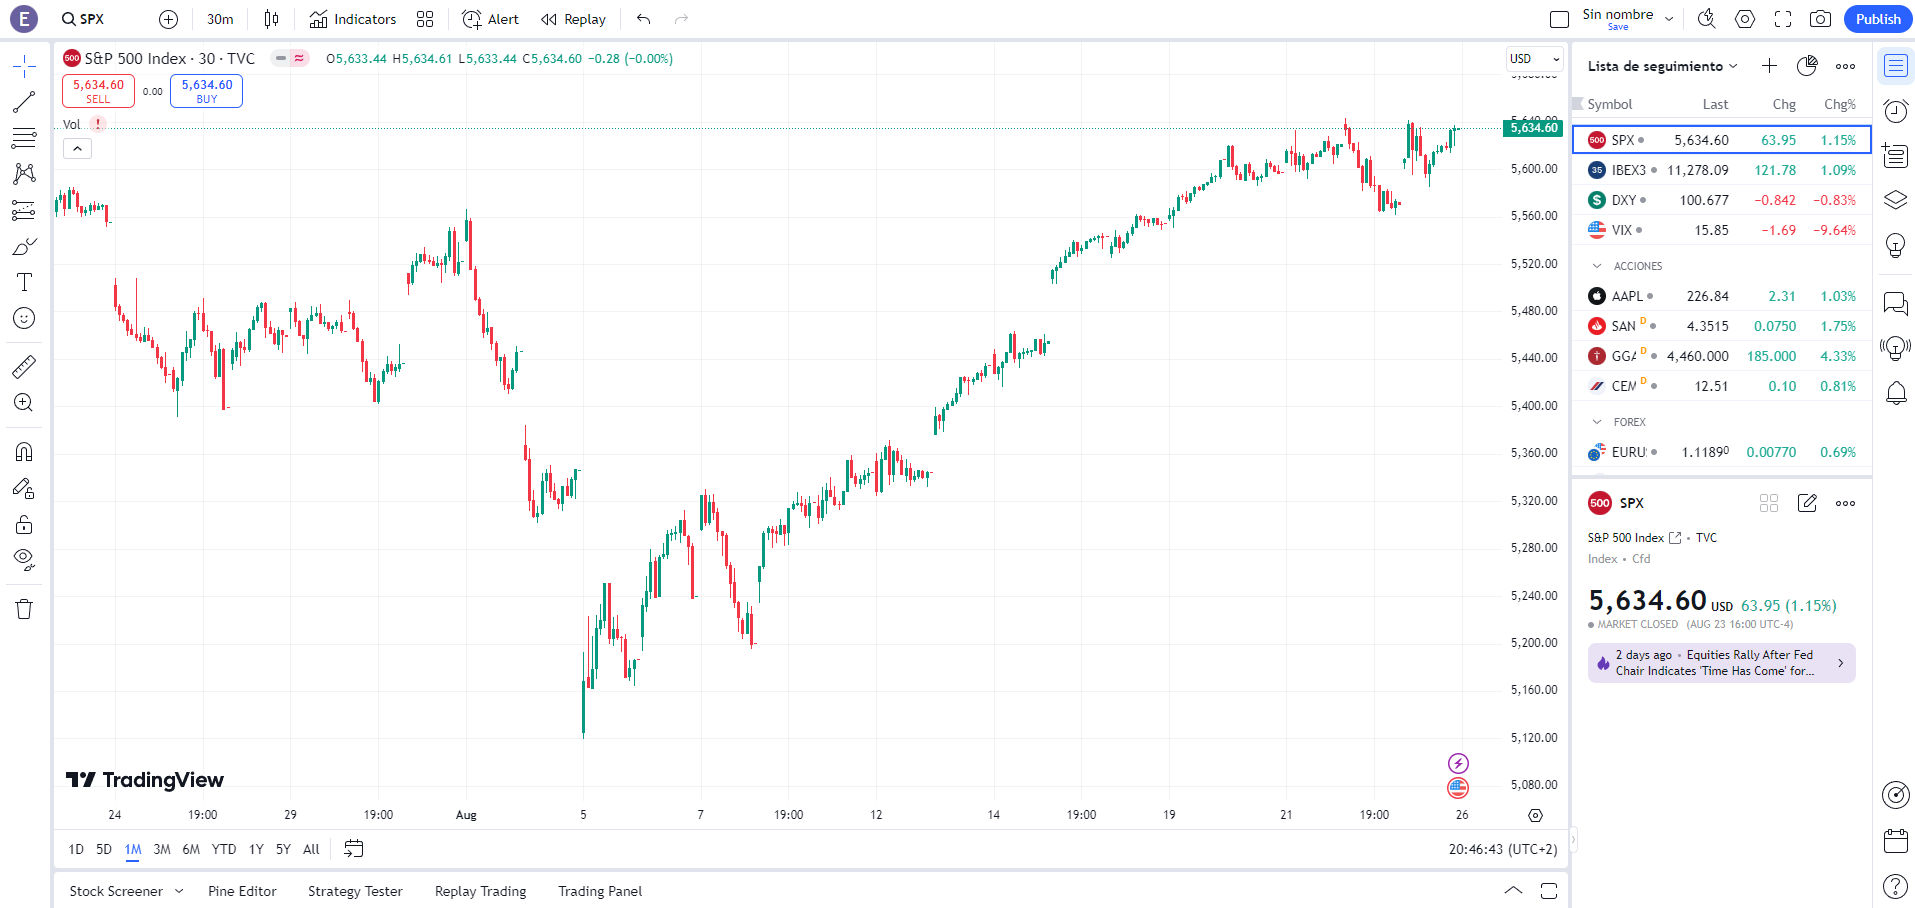 E
SPX
30m
Indicators
Alert
Replay
Sin nombre
Save
Publish
500 S&P 500 Index · 30 · TVC
O5,633.44 H5,634.61 L5,633.44 C5,634.60 −0.28 (−0.00%)
USD
5,634.60
SELL
0.00
5,634.60
BUY
Vol
5,634.60
5,600.00
5,560.00
5,520.00
5,480.00
5,440.00
5,400.00
5,360.00
5,320.00
5,280.00
5,240.00
5,200.00
5,160.00
5,120.00
5,080.00
TradingView
24 19:00 29 19:00 Aug 5 7 19:00 12 14 19:00 19 21 19:00 26
1D 5D 1M 3M 6M YTD 1Y 5Y All
20:46:43 (UTC+2)
Stock Screener
Pine Editor
Strategy Tester
Replay Trading
Trading Panel
Lista de seguimiento
Symbol Last Chg Chg%
500 SPX 5,634.60 63.95 1.15%
35 IBEX3 11,278.09 121.78 1.09%
$ DXY 100.677 −0.842 −0.83%
VIX 15.85 −1.69 −9.64%
ACCIONES
AAPL 226.84 2.31 1.03%
SAN D 4.3515 0.0750 1.75%
GGA D 4,460.000 185.000 4.33%
CEM D 12.51 0.10 0.81%
FOREX
EURU 1.11890 0.00770 0.69%
500 SPX
S&P 500 Index • TVC
Index • Cfd
5,634.60 USD 63.95 (1.15%)
MARKET CLOSED (AUG 23 16:00 UTC-4)
2 days ago • Equities Rally After Fed
Chair Indicates 'Time Has Come' for...